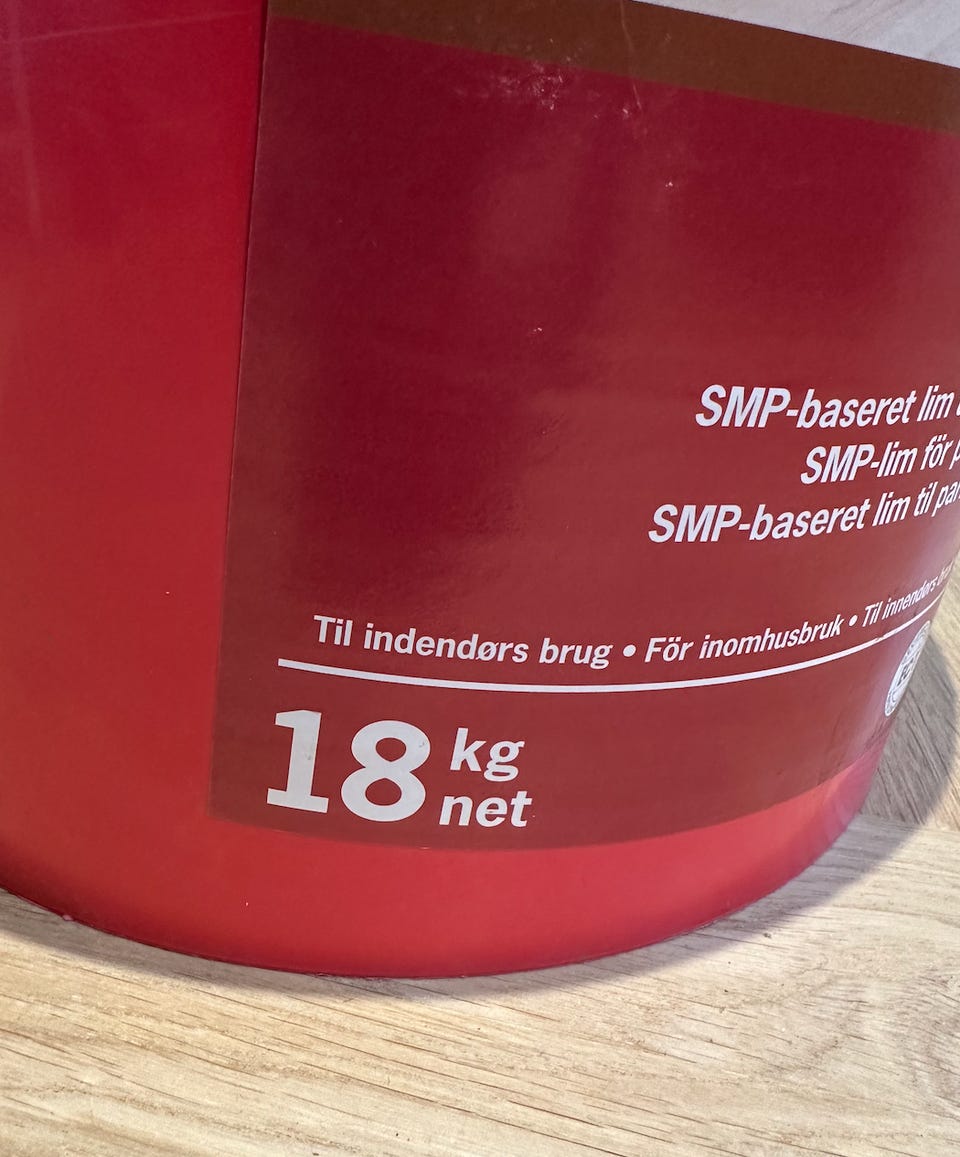 SMP-baseret lim
SMP-lim för
SMP-baseret lim til
Til indendørs brug • För inomhusbruk • Til innendørs
18 kg
net